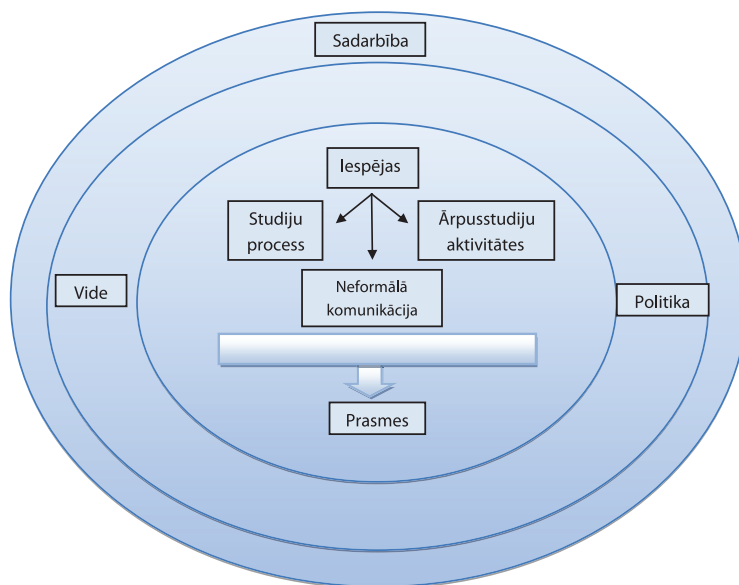 Sadarbība
Iespējas
Studiju
process
Ārpusstudiju
aktivitātes
Neformālā
komunikācija
Vide
Politika
Prasmes